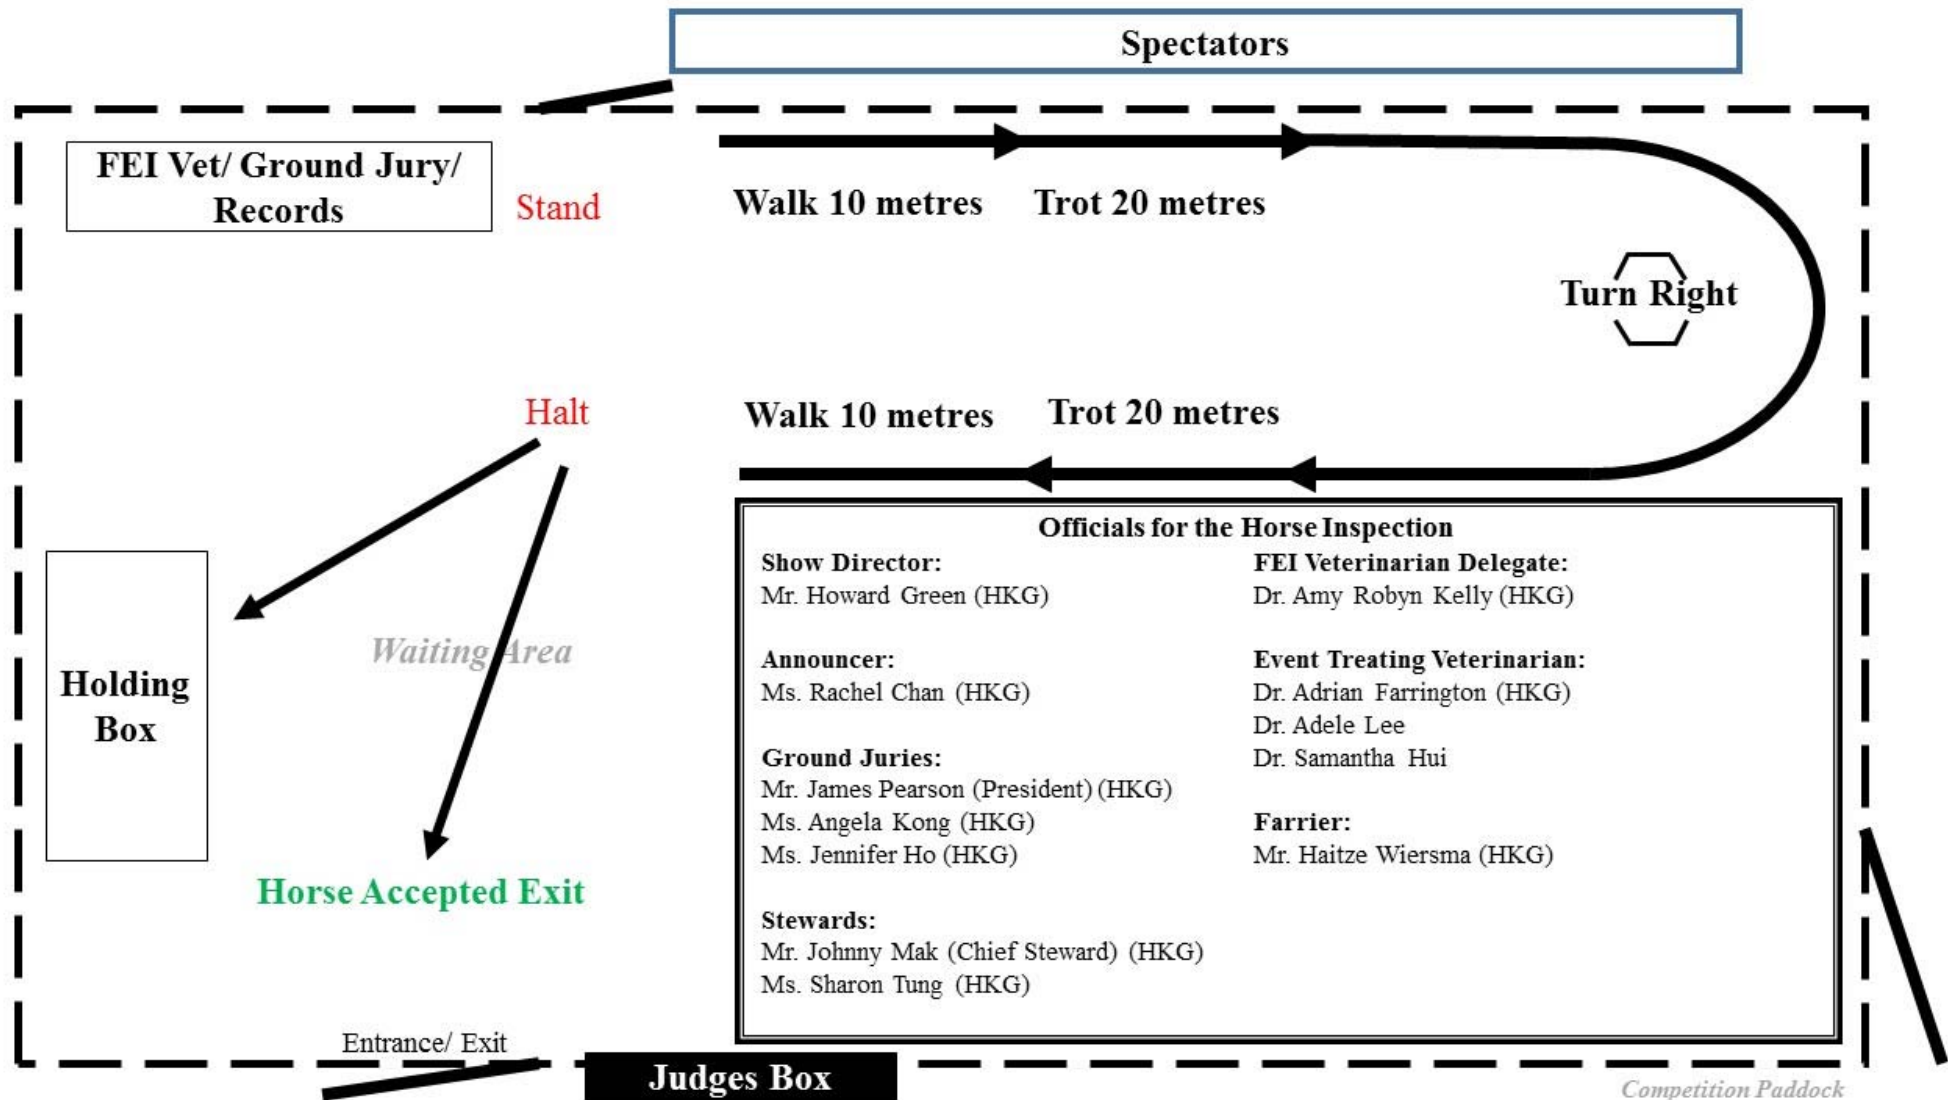 Spectators
FEI Vet/ Ground Jury/
Records
Stand
Walk 10 metres
Trot 20 metres
Turn Right
Halt
Walk 10 metres
Trot 20 metres
Holding
Box
Waiting Area
Horse Accepted Exit
Officials for the Horse Inspection
Show Director:
Mr. Howard Green (HKG)
Announcer:
Ms. Rachel Chan (HKG)
Ground Juries:
Mr. James Pearson (President) (HKG)
Ms. Angela Kong (HKG)
Ms. Jennifer Ho (HKG)
Stewards:
Mr. Johnny Mak (Chief Steward) (HKG)
Ms. Sharon Tung (HKG)
FEI Veterinarian Delegate:
Dr. Amy Robyn Kelly (HKG)
Event Treating Veterinarian:
Dr. Adrian Farrington (HKG)
Dr. Adele Lee
Dr. Samantha Hui
Farrier:
Mr. Haitze Wiersma (HKG)
Entrance/ Exit
Judges Box
Competition Paddock